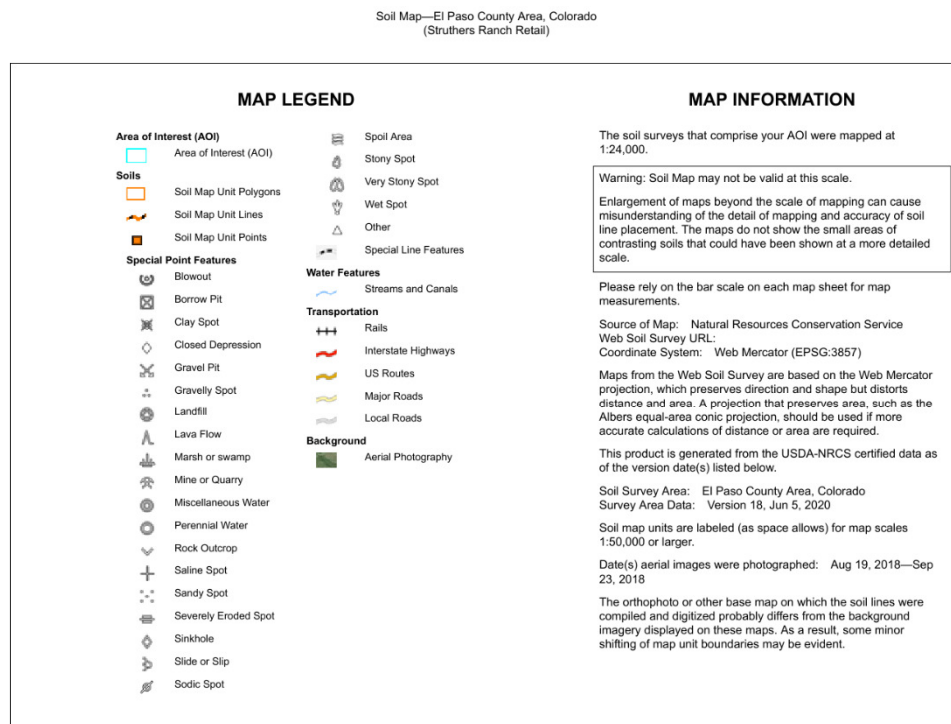 Soil Map—El Paso County Area, Colorado
(Struthers Ranch Retail)
MAP LEGEND
Area of Interest (AOI)
Area of Interest (AOI)
Soils
Soil Map Unit Polygons
Soil Map Unit Lines
Soil Map Unit Points
Special Point Features
Blowout
Borrow Pit
Clay Spot
Closed Depression
Gravel Pit
Gravelly Spot
Landfill
Lava Flow
Marsh or swamp
Mine or Quarry
Miscellaneous Water
Perennial Water
Rock Outcrop
Saline Spot
Sandy Spot
Severely Eroded Spot
Sinkhole
Slide or Slip
Sodic Spot
Spoil Area
Stony Spot
Very Stony Spot
Wet Spot
Other
Special Line Features
Water Features
Streams and Canals
Transportation
Rails
Interstate Highways
US Routes
Major Roads
Local Roads
Background
Aerial Photography
MAP INFORMATION
The soil surveys that comprise your AOI were mapped at
1:24,000.
Warning: Soil Map may not be valid at this scale.
Enlargement of maps beyond the scale of mapping can cause
misunderstanding of the detail of mapping and accuracy of soil
line placement. The maps do not show the small areas of
contrasting soils that could have been shown at a more detailed
scale.
Please rely on the bar scale on each map sheet for map
measurements.
Source of Map: Natural Resources Conservation Service
Web Soil Survey URL:
Coordinate System: Web Mercator (EPSG:3857)
Maps from the Web Soil Survey are based on the Web Mercator
projection, which preserves direction and shape but distorts
distance and area. A projection that preserves area, such as the
Albers equal-area conic projection, should be used if more
accurate calculations of distance or area are required.
This product is generated from the USDA-NRCS certified data as
of the version date(s) listed below.
Soil Survey Area: El Paso County Area, Colorado
Survey Area Data: Version 18, Jun 5, 2020
Soil map units are labeled (as space allows) for map scales
1:50,000 or larger.
Date(s) aerial images were photographed: Aug 19, 2018—Sep
23, 2018
The orthophoto or other base map on which the soil lines were
compiled and digitized probably differs from the background
imagery displayed on these maps. As a result, some minor
shifting of map unit boundaries may be evident.